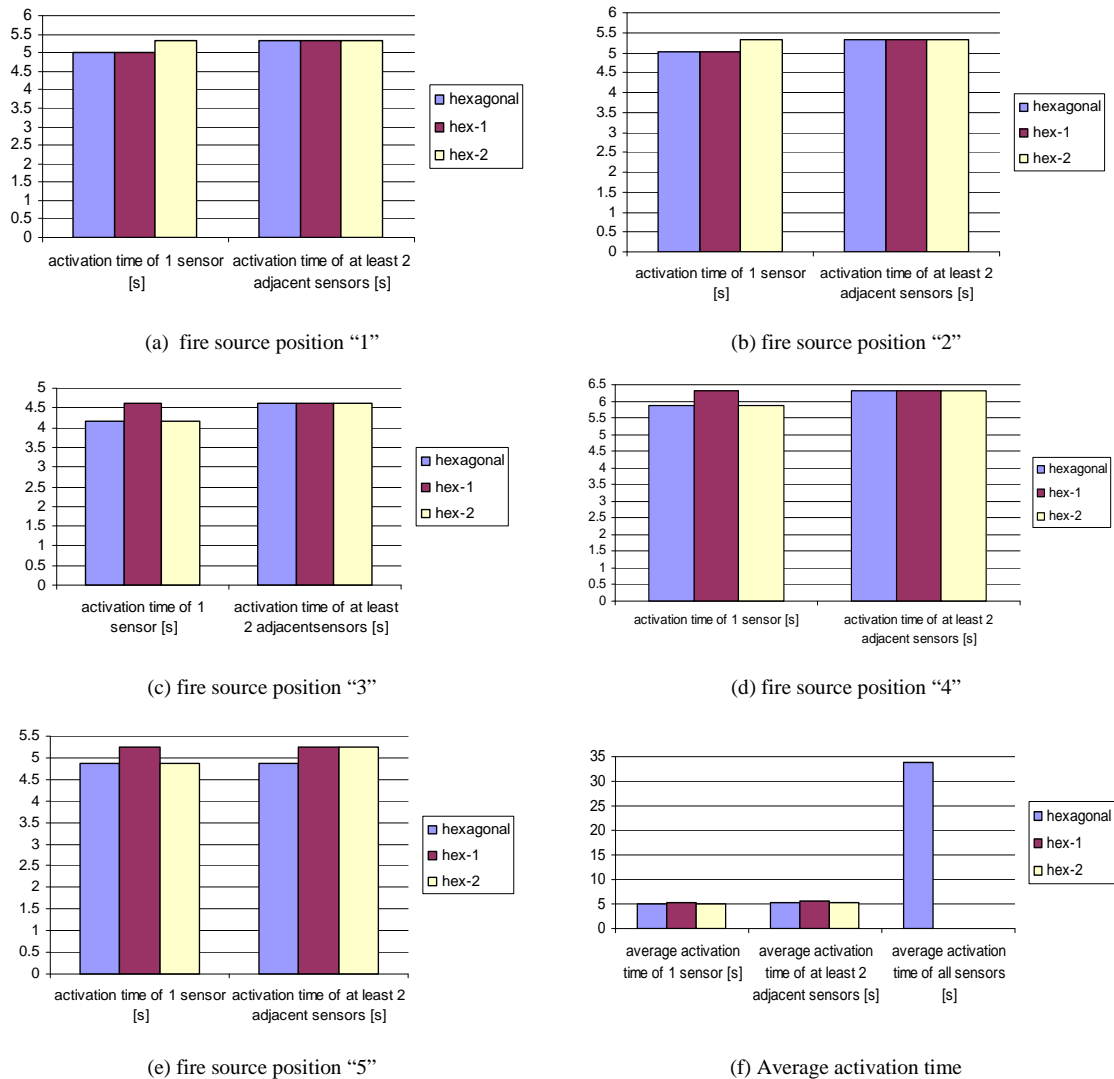 6
5.5
5
4.5
4
3.5
3
2.5
2
1.5
1
0.5
0
activation time of 1 sensor
[s]
activation time of at least 2
adjacent sensors [s]
hexagonal
hex-1
hex-2
(a) fire source position “1”
6
5.5
5
4.5
4
3.5
3
2.5
2
1.5
1
0.5
0
activation time of 1 sensor
[s]
activation time of at least 2
adjacent sensors [s]
hexagonal
hex-1
hex-2
(b) fire source position “2”
5
4.5
4
3.5
3
2.5
2
1.5
1
0.5
0
activation time of 1
sensor [s]
activation time of at least
2 adjacentsensors [s]
hexagonal
hex-1
hex-2
(c) fire source position “3”
6.5
6
5.5
5
4.5
4
3.5
3
2.5
2
1.5
1
0.5
0
activation time of 1 sensor [s]
activation time of at least 2
adjacent sensors [s]
hexagonal
hex-1
hex-2
(d) fire source position “4”
5.5
5
4.5
4
3.5
3
2.5
2
1.5
1
0.5
0
activation time of 1 sensor
[s]
activation time of at least 2
adjacent sensors [s]
hexagonal
hex-1
hex-2
(e) fire source position “5”
35
30
25
20
15
10
5
0
average activation
time of 1 sensor [s]
average activation
time of at least 2
adjacent sensors [s]
average activation
time of all sensors
[s]
hexagonal
hex-1
hex-2
(f) Average activation time